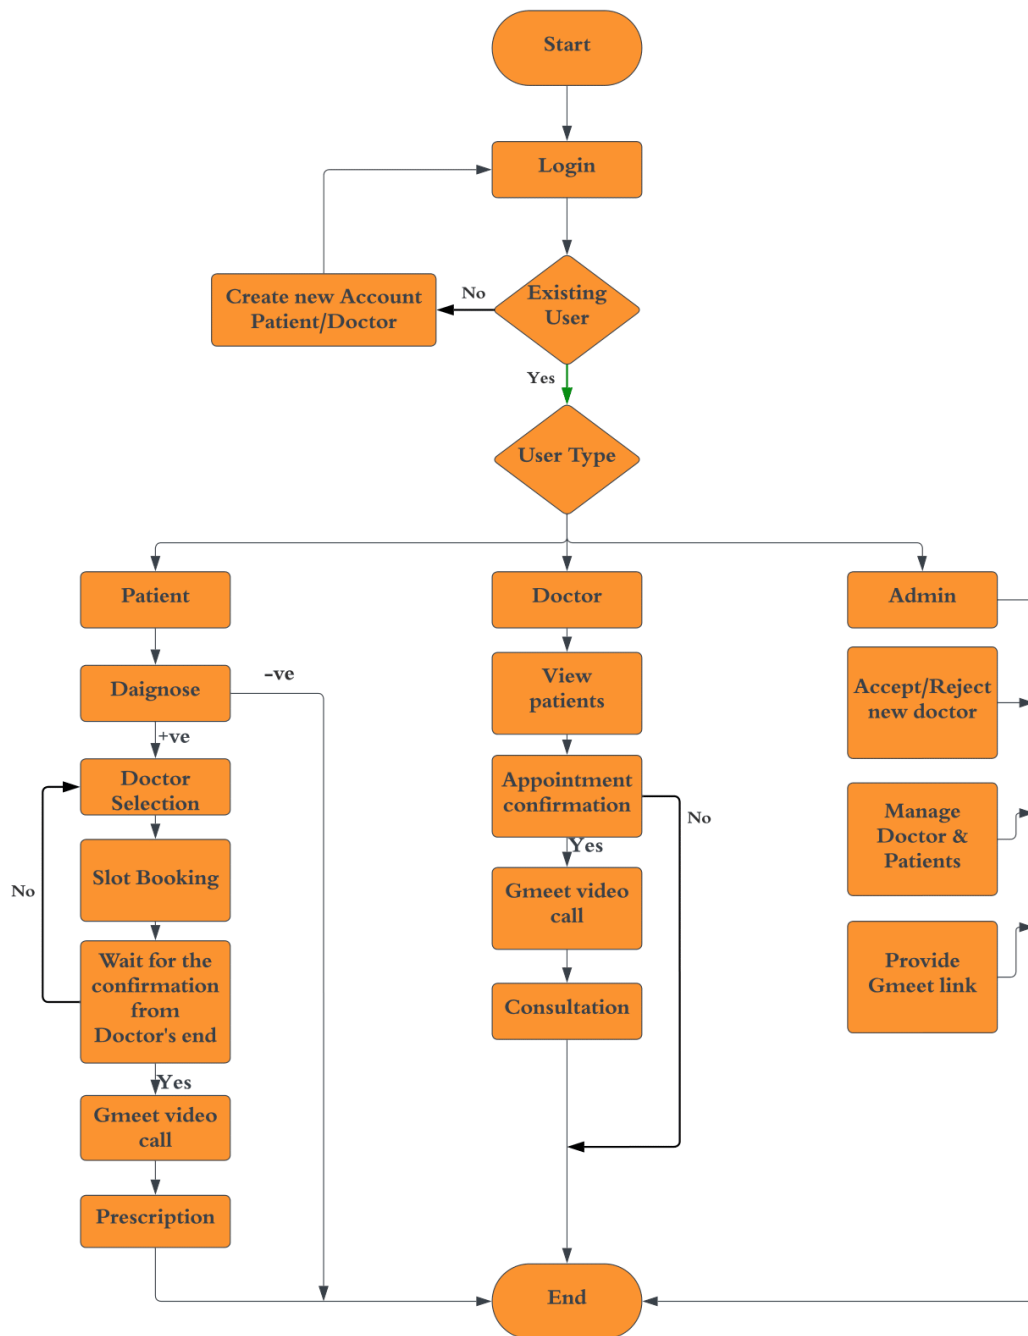 Start
Login
Create new Account
Patient/Doctor
No
Existing
User
Yes
User Type
Patient
Doctor
Admin
Daignose
-ve
+ve
View
patients
Accept/Reject
new doctor
Doctor
Selection
Appointment
confirmation
No
Yes
Manage
Doctor &
Patients
Slot Booking
No
Gmeet video
call
Wait for the
confirmation
from
Doctor's end
Yes
Consultation
Provide
Gmeet link
Gmeet video
call
Prescription
End